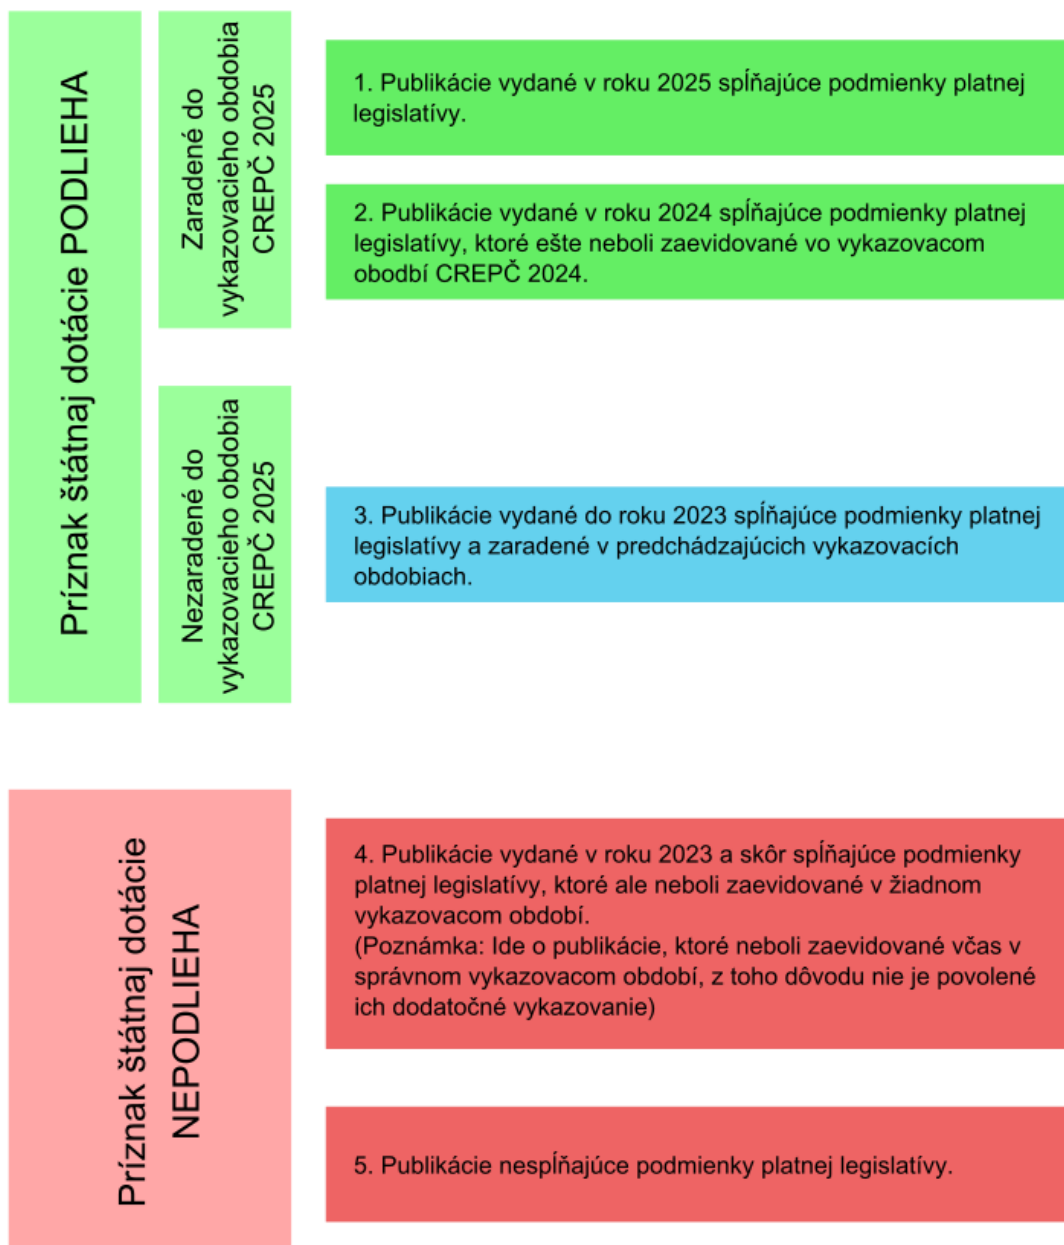 Príznak štátnaj dotácie PODLIEHA
Zaradené do
vykazovacieho obdobia
CREPČ 2025
1. Publikácie vydané v roku 2025 spĺňajúce podmienky platnej
legislatívy.
2. Publikácie vydané v roku 2024 spĺňajúce podmienky platnej
legislatívy, ktoré ešte neboli zaevidované vo vykazovacom
obodbí CREPČ 2024.
Nezaradené do
vykazovacieho obdobia
CREPČ 2025
3. Publikácie vydané do roku 2023 spĺňajúce podmienky platnej
legislatívy a zaradené v predchádzajúcich vykazovacích
obdobiach.
Príznak štátnaj dotácie
NEPODLIEHA
4. Publikácie vydané v roku 2023 a skôr spĺňajúce podmienky
platnej legislatívy, ktoré ale neboli zaevidované v žiadnom
vykazovacom období.
(Poznámka: Ide o publikácie, ktoré neboli zaevidované včas v
správnom vykazovacom období, z toho dôvodu nie je povolené
ich dodatočné vykazovanie)
5. Publikácie nespĺňajúce podmienky platnej legislatívy.